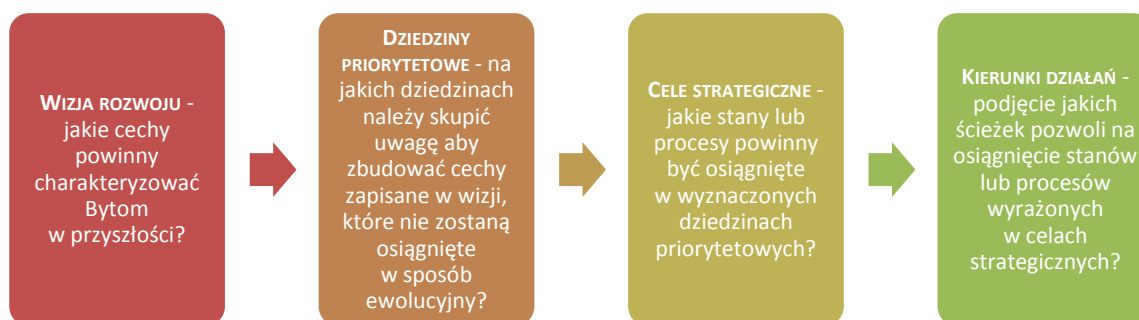 WIZJA ROZWOJU -
jakie cechy
powinny
charakteryzować
Bytom
w przyszłości?
DZIEDZINY
PRIORYTETOWE - na
jakich dziedzinach
należy skupić
uwagę aby
zbudować cechy
zapisane w wizji,
które nie zostaną
osiągnięte
w sposób
ewolucyjny?
CELE STRATEGICZNE -
jakie stany lub
procesy powinny
być osiągnięte
w wyznaczonych
dziedzinach
priorytetowych?
KIERUNKI DZIAŁAŃ -
podjęcie jakich
ścieżek pozwoli na
osiągnięcie stanów
lub procesów
wyrażonych
w celach
strategicznych?